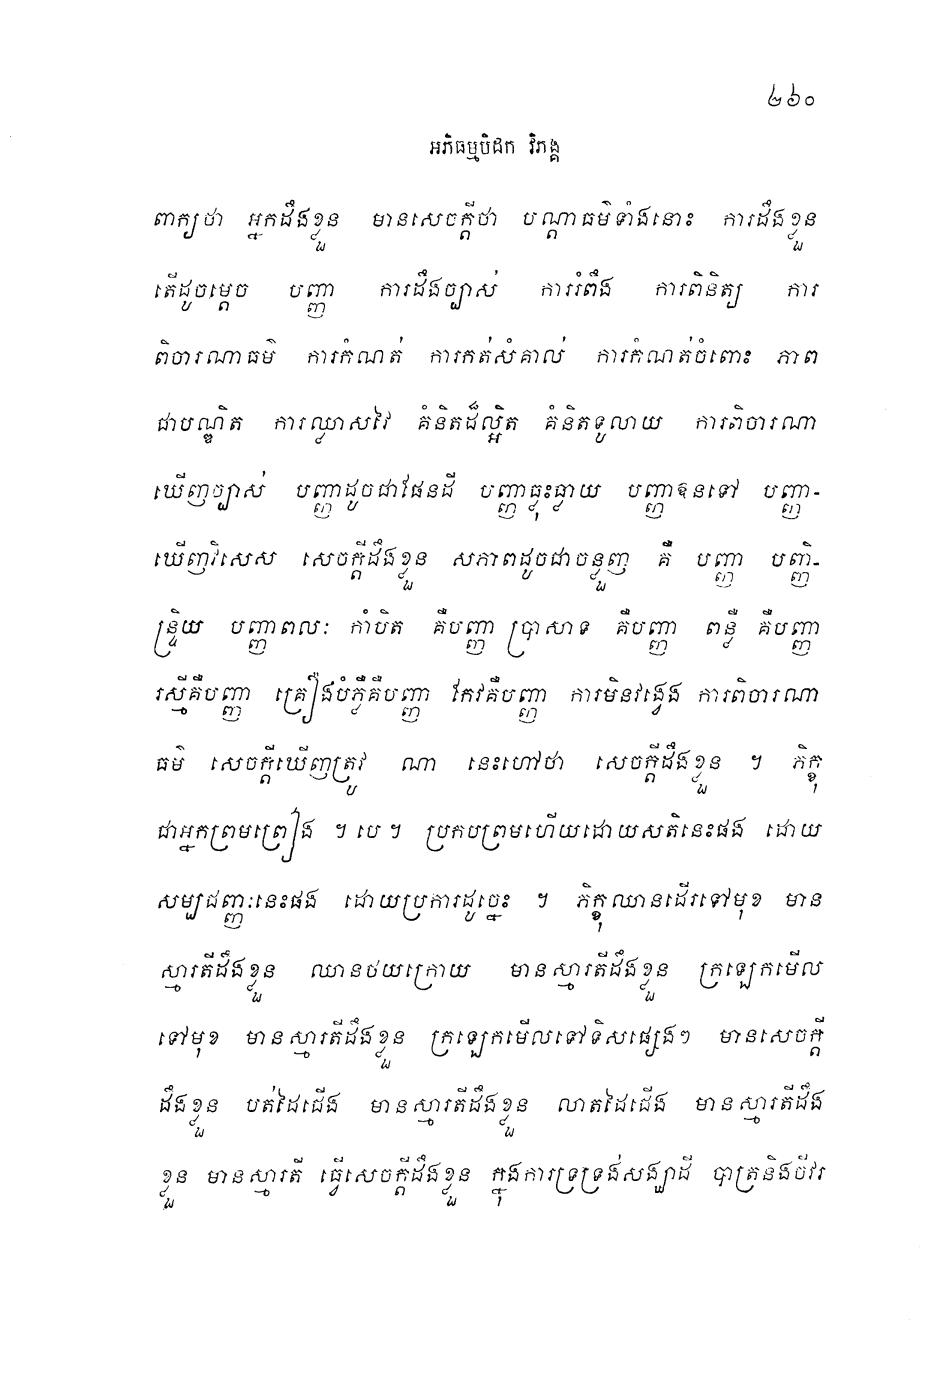 ២៦០
អភិធម្មបិដក វិភង្គ
ពាក្យថា អ្នកដឹងខ្លួន មានសេចក្តីថា បណ្តាធម៌ទាំងនោះ ការដឹងខ្លួន
តើដូចម្តេច បញ្ញា ការដឹងច្បាស់ ការរំពឹង ការពិនិត្យ ការ
ពិចារណាធម៌ ការកំណត់ ការកត់សំគាល់ ការកំណត់ចំពោះ ភាព
ជាបណ្ឌិត ការឈ្លាសវៃ គំនិតដ៏ល្អិត គំនិតទូលាយ ការពិចារណា
ឃើញច្បាស់ បញ្ញាដូចជាផែនដី បញ្ញាធ្លុះធ្លាយ បញ្ញាឱនទៅ បញ្ញា-
ឃើញវិសេស សេចក្តីដឹងខ្លួន សភាពដូចជាចន្ទួញ គឺ បញ្ញា បញ្ញិ-
ន្ទ្រិយ បញ្ញាពលៈ កាំបិត គឺបញ្ញា ប្រាសាទ គឺបញ្ញា ពន្លឺ គឺបញ្ញា
រស្មីគឺបញ្ញា គ្រឿងបំភ្លឺគឺបញ្ញា កែវគឺបញ្ញា ការមិនវង្វេង ការពិចារណា
ធម៌ សេចក្តីឃើញត្រូវ ណា នេះហៅថា សេចក្តីដឹងខ្លួន ។ ភិក្ខុ
ជាអ្នកព្រមព្រៀង ។ បេ ។ ប្រកបព្រមហើយដោយសតិនេះផង ដោយ
សម្បជញ្ញៈនេះផង ដោយប្រការដូច្នេះ ។ ភិក្ខុឈានដើរទៅមុខ មាន
ស្មារតីដឹងខ្លួន ឈានថយក្រោយ មានស្មារតីដឹងខ្លួន ក្រឡេកមើល
ទៅមុខ មានស្មារតីដឹងខ្លួន ក្រឡេកមើលទៅទិសផ្សេងៗ មានសេចក្តី
ដឹងខ្លួន បត់ដៃជើង មានស្មារតីដឹងខ្លួន លាតដៃជើង មានស្មារតីដឹង
ខ្លួន មានស្មារតី ធ្វើសេចក្តីដឹងខ្លួន ក្នុងការទ្រទ្រង់សង្ឃាដី បាត្រនិងចីវរ